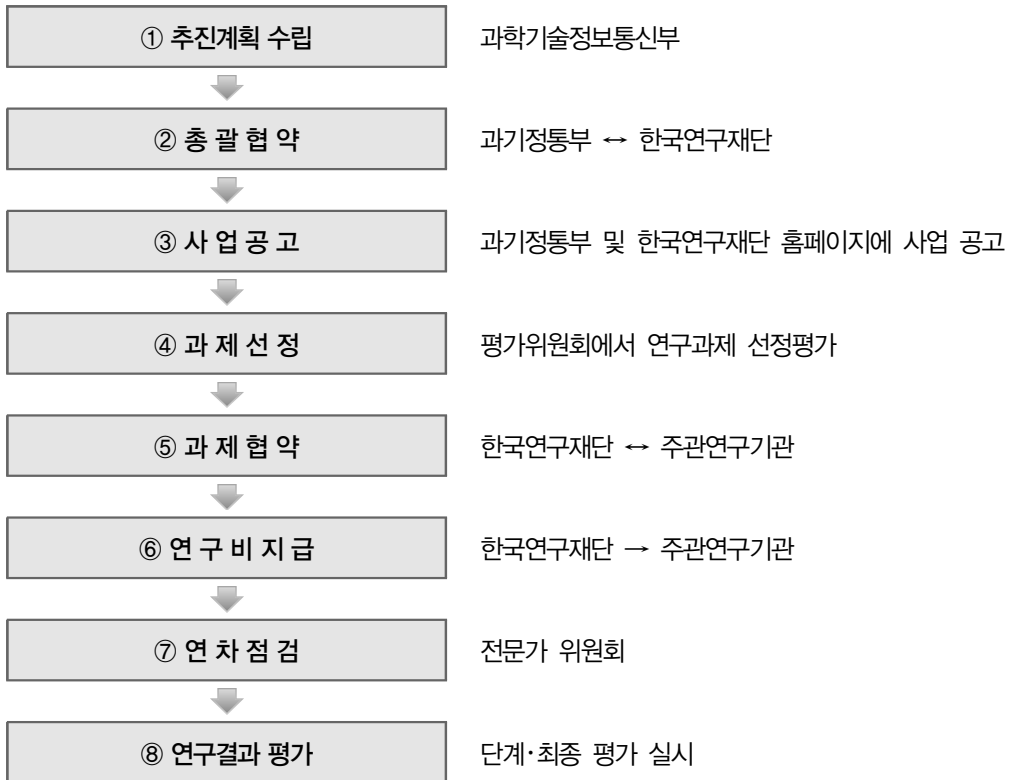 ① 추진계획 수립 과학기술정보통신부
② 총 괄 협 약 과기정통부 ↔ 한국연구재단
③ 사 업 공 고 과기정통부 및 한국연구재단 홈페이지에 사업 공고
④ 과 제 선 정 평가위원회에서 연구과제 선정평가
⑤ 과 제 협 약 한국연구재단 ↔ 주관연구기관
⑥ 연 구 비 지 급 한국연구재단 → 주관연구기관
⑦ 연 차 점 검 전문가 위원회
⑧ 연구결과 평가 단계·최종 평가 실시